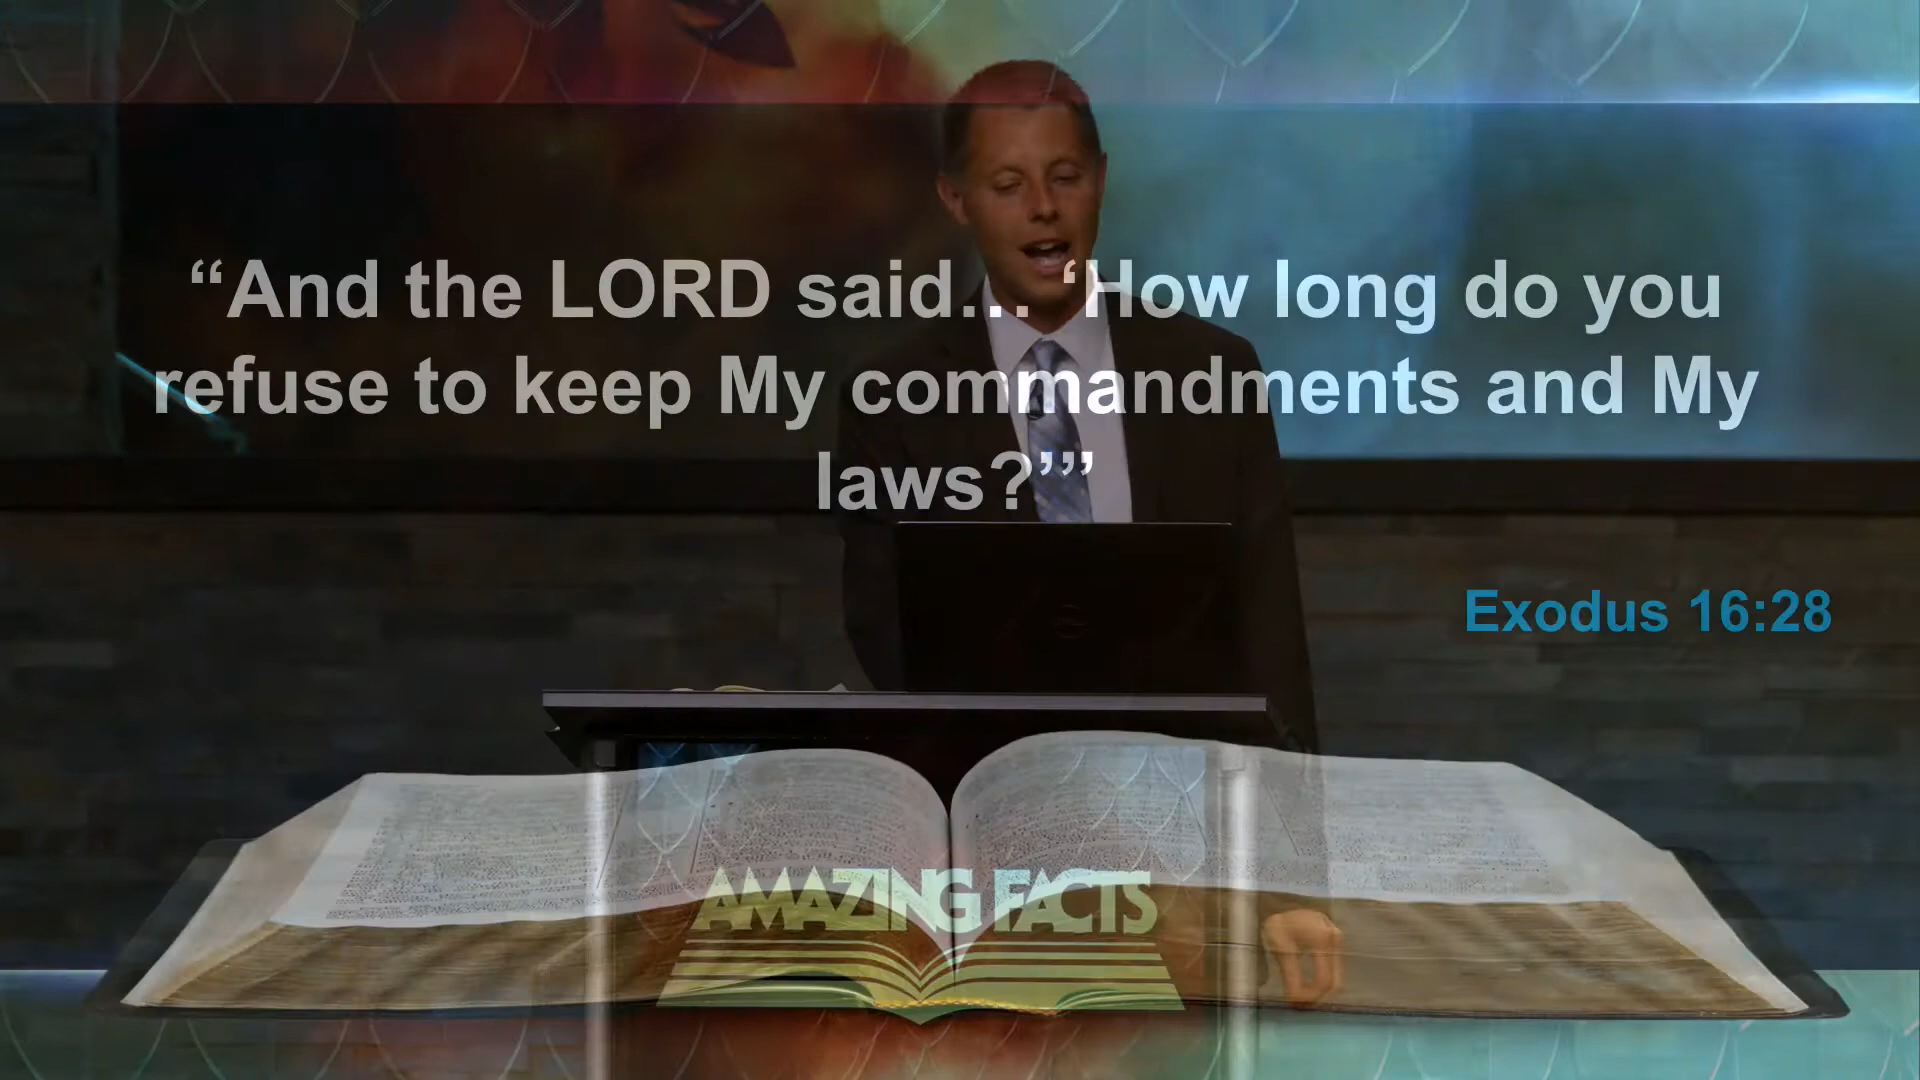 “And the LORD said... ‘How long do you
refuse to keep My commandments and My
laws?’”
Exodus 16:28
AMAZING FACTS